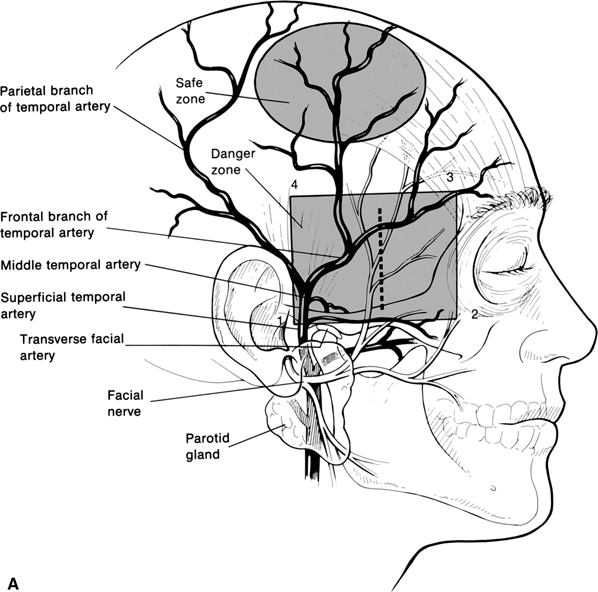 Parietal branch
of temporal artery
Safe
zone
Danger
zone
4
3
Frontal branch of
temporal artery
Middle temporal artery
Superficial temporal
artery
1
2
Transverse facial
artery
Facial
nerve
Parotid
gland
A